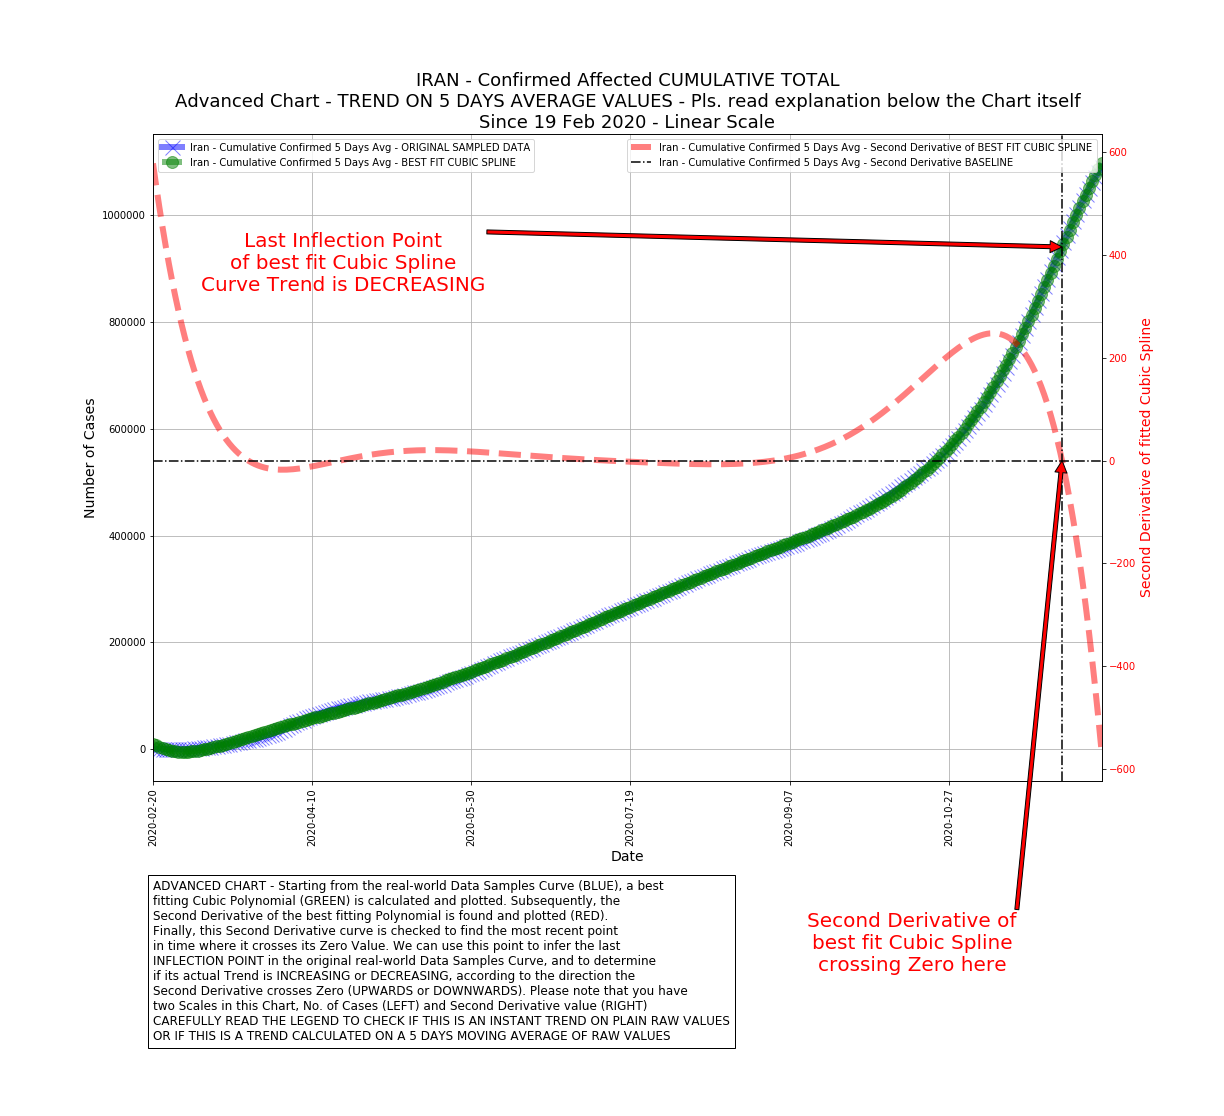 IRAN - Confirmed Affected CUMULATIVE TOTAL
Advanced Chart - TREND ON 5 DAYS AVERAGE VALUES - Pls. read explanation below the Chart itself
Since 19 Feb 2020 - Linear Scale
Iran - Cumulative Confirmed 5 Days Avg - ORIGINAL SAMPLED DATA
Iran - Cumulative Confirmed 5 Days Avg - BEST FIT CUBIC SPLINE
Iran - Cumulative Confirmed 5 Days Avg - Second Derivative of BEST FIT CUBIC SPLINE
Iran - Cumulative Confirmed 5 Days Avg - Second Derivative BASELINE
Last Inflection Point
of best fit Cubic Spline
Curve Trend is DECREASING
Number of Cases
1000000
800000
600000
400000
200000
0
600
400
200
0
−200
−400
−600
Second Derivative of fitted Cubic Spline
2020-02-20
2020-04-10
2020-05-30
2020-07-19
2020-09-07
2020-10-27
Date
ADVANCED CHART - Starting from the real-world Data Samples Curve (BLUE), a best
fitting Cubic Polynomial (GREEN) is calculated and plotted. Subsequently, the
Second Derivative of the best fitting Polynomial is found and plotted (RED).
Finally, this Second Derivative curve is checked to find the most recent point
in time where it crosses its Zero Value. We can use this point to infer the last
INFLECTION POINT in the original real-world Data Samples Curve, and to determine
if its actual Trend is INCREASING or DECREASING, according to the direction the
Second Derivative crosses Zero (UPWARDS or DOWNWARDS). Please note that you have
two Scales in this Chart, No. of Cases (LEFT) and Second Derivative value (RIGHT)
CAREFULLY READ THE LEGEND TO CHECK IF THIS IS AN INSTANT TREND ON PLAIN RAW VALUES
OR IF THIS IS A TREND CALCULATED ON A 5 DAYS MOVING AVERAGE OF RAW VALUES
Second Derivative of
best fit Cubic Spline
crossing Zero here